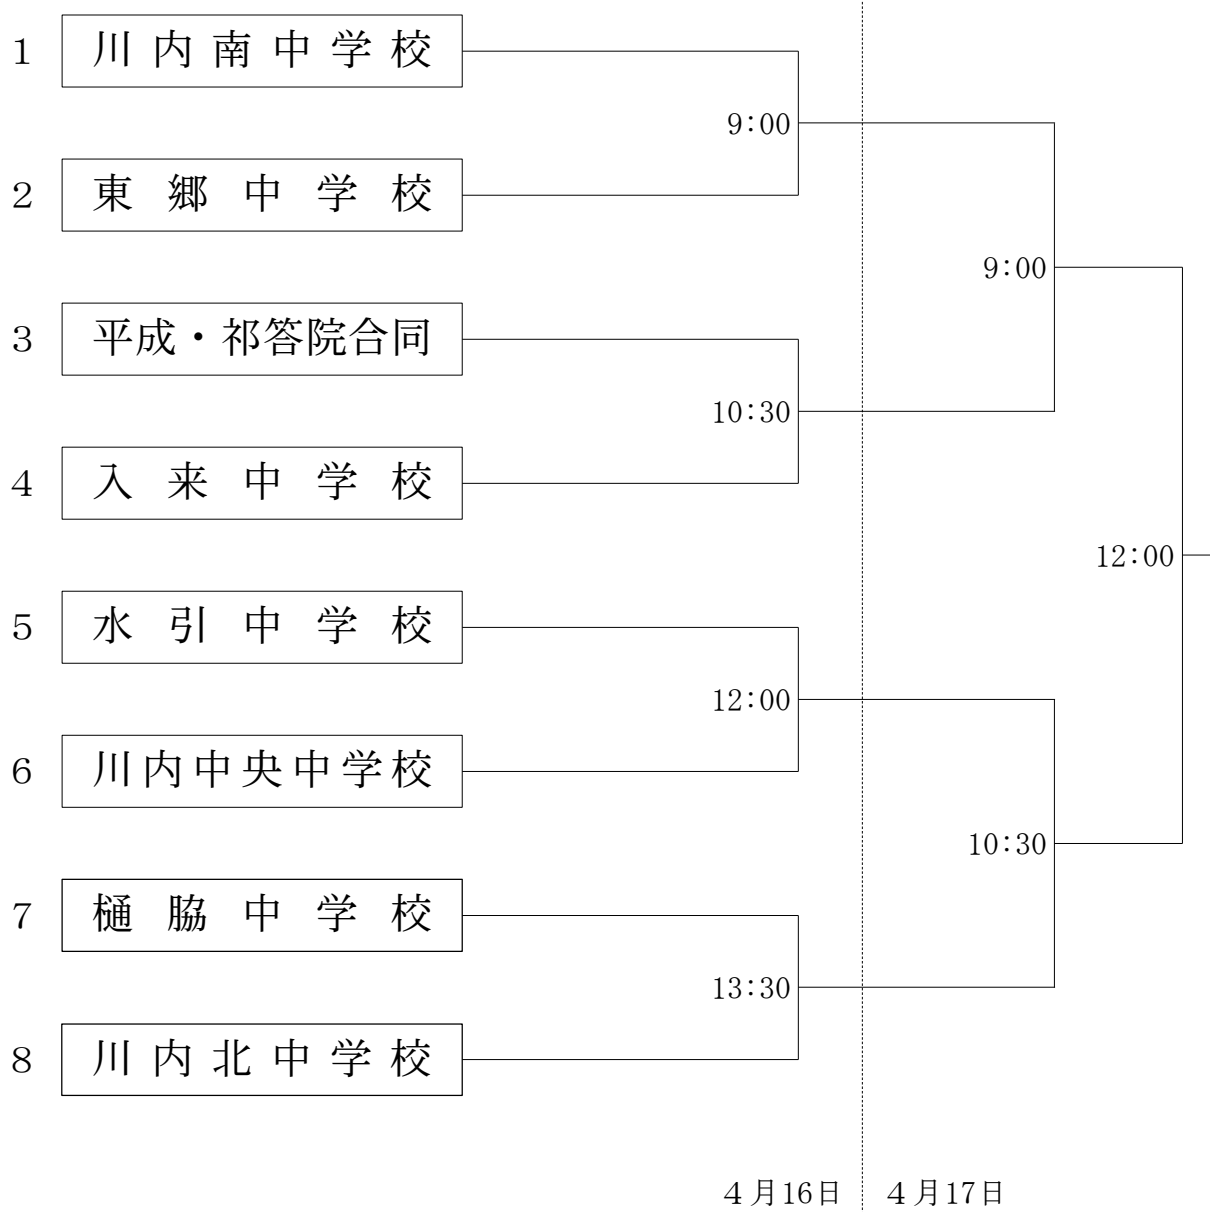 1 川内南中学校
9:00
2 東郷中学校
9:00
3 平成・祁答院合同
10:30
4 入来中学校
12:00
5 水引中学校
12:00
6 川内中央中学校
10:30
7 樋脇中学校
13:30
8 川内北中学校
4月16日 4月17日